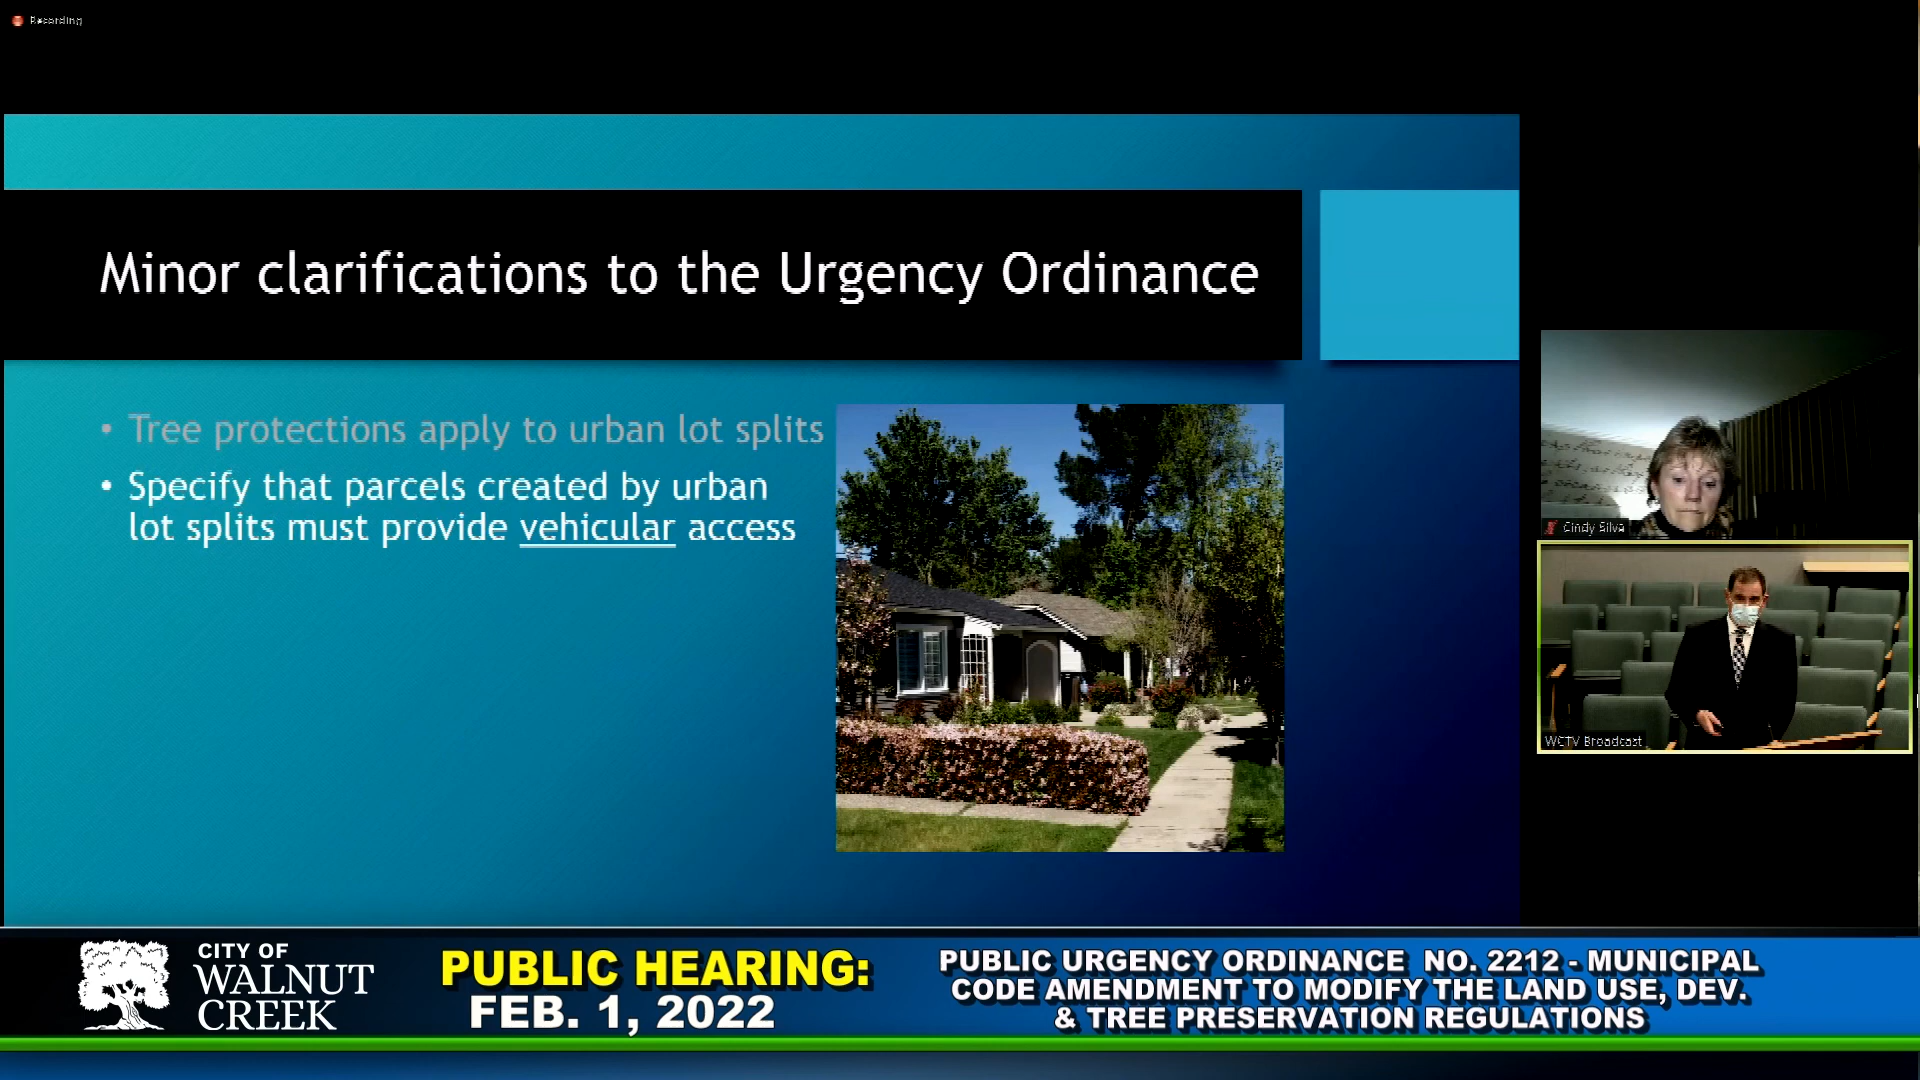 Recording
Minor clarifications to the Urgency Ordinance
• Tree protections apply to urban lot splits
• Specify that parcels created by urban
lot splits must provide vehicular access
Cindy Silva
WCTV Broadcast
CITY OF
WALNUT
CREEK
PUBLIC HEARING:
FEB. 1, 2022
PUBLIC URGENCY ORDINANCE NO. 2212 - MUNICIPAL
CODE AMENDMENT TO MODIFY THE LAND USE, DEV.
& TREE PRESERVATION REGULATIONS